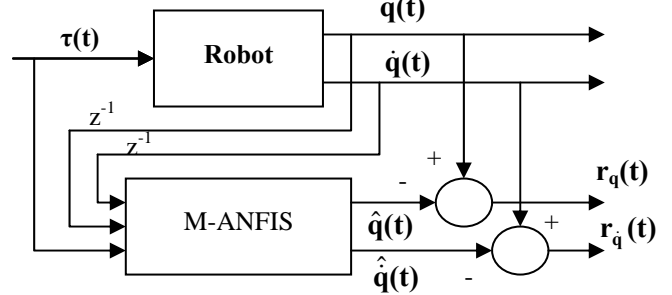 q(t)
τ(t)
Robot
q̇(t)
z⁻¹
z⁻¹
+
r_q(t)
-
M-ANFIS
q̂(t)
+
r_q̇ (t)
q̇̂(t)
-